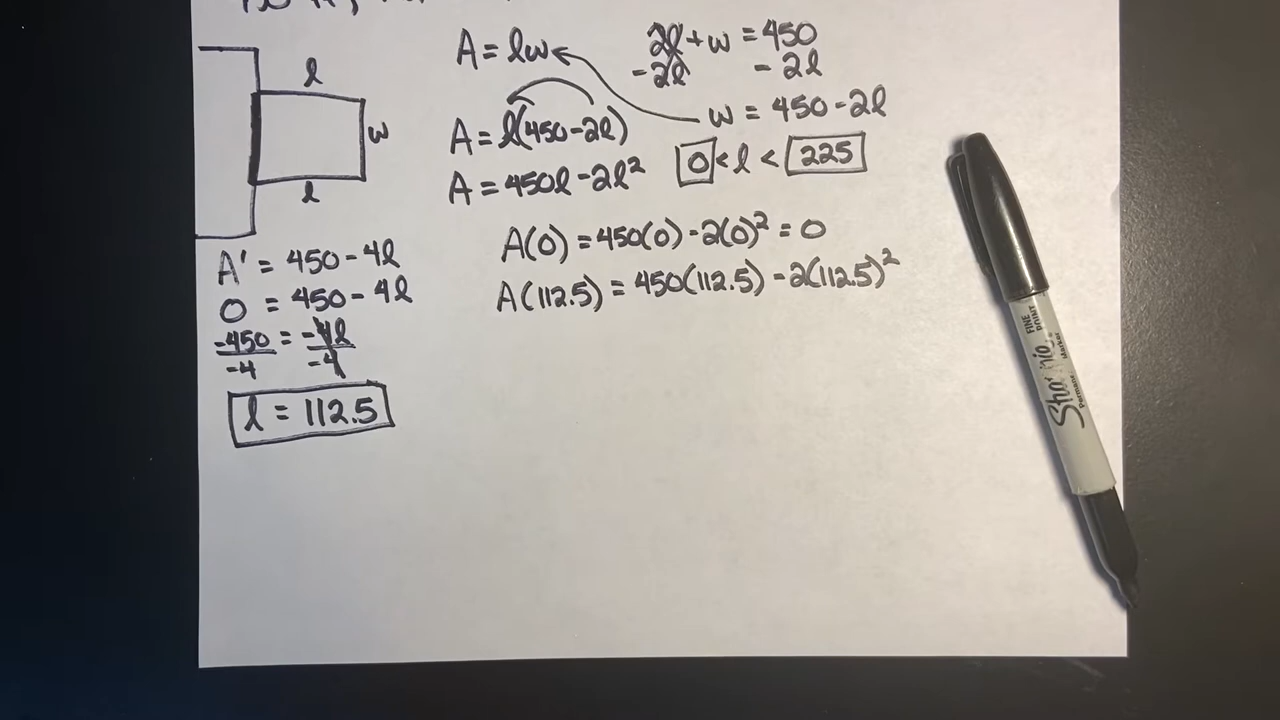 l
w
l
A = lw
2l + w = 450
-2l - 2l
w = 450 - 2l
A = l(450 - 2l)
0 < l < 225
A = 450l - 2l²
A(0) = 450(0) - 2(0)² = 0
A(112.5) = 450(112.5) - 2(112.5)²
A' = 450 - 4l
0 = 450 - 4l
-450 = -4l
-4 -4
l = 112.5
Sharpie
FINE POINT
Marker